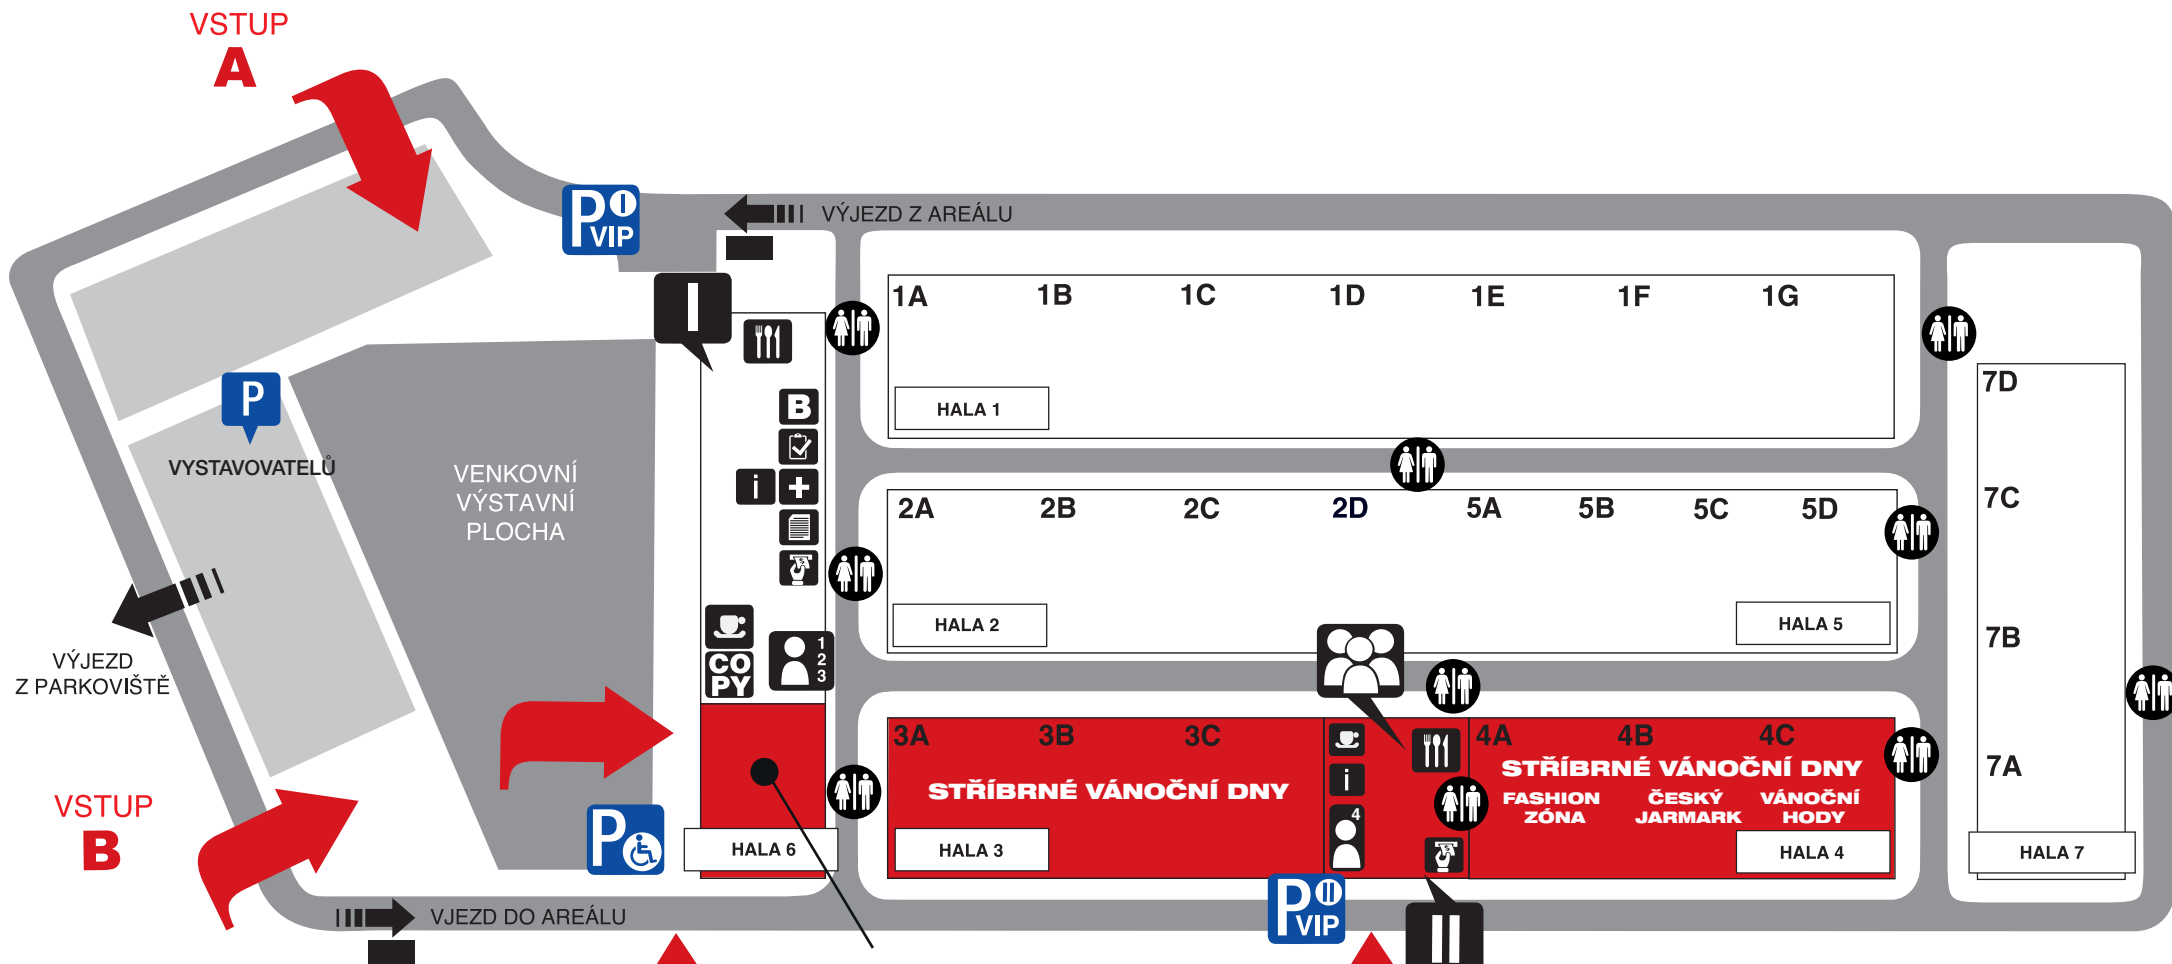 VSTUP
A
P
VIP
VÝJEZD Z AREÁLU
I
1A 1B 1C 1D 1E 1F 1G
HALA 1
7D
P
VYSTAVOVATELŮ
VENKOVNÍ
VÝSTAVNÍ
PLOCHA
B
i
2A 2B 2C 2D 5A 5B 5C 5D
7C
HALA 2
HALA 5
VÝJEZD
Z PARKOVIŠTĚ
CO
PY
1
2
3
7B
3A 3B 3C
4A 4B 4C
STŘÍBRNÉ VÁNOČNÍ DNY
i
4
STŘÍBRNÉ VÁNOČNÍ DNY
FASHION
ZÓNA
ČESKÝ
JARMARK
VÁNOČNÍ
HODY
7A
VSTUP
B
P
HALA 6
HALA 3
HALA 4
HALA 7
VJEZD DO AREÁLU
P II
VIP
II